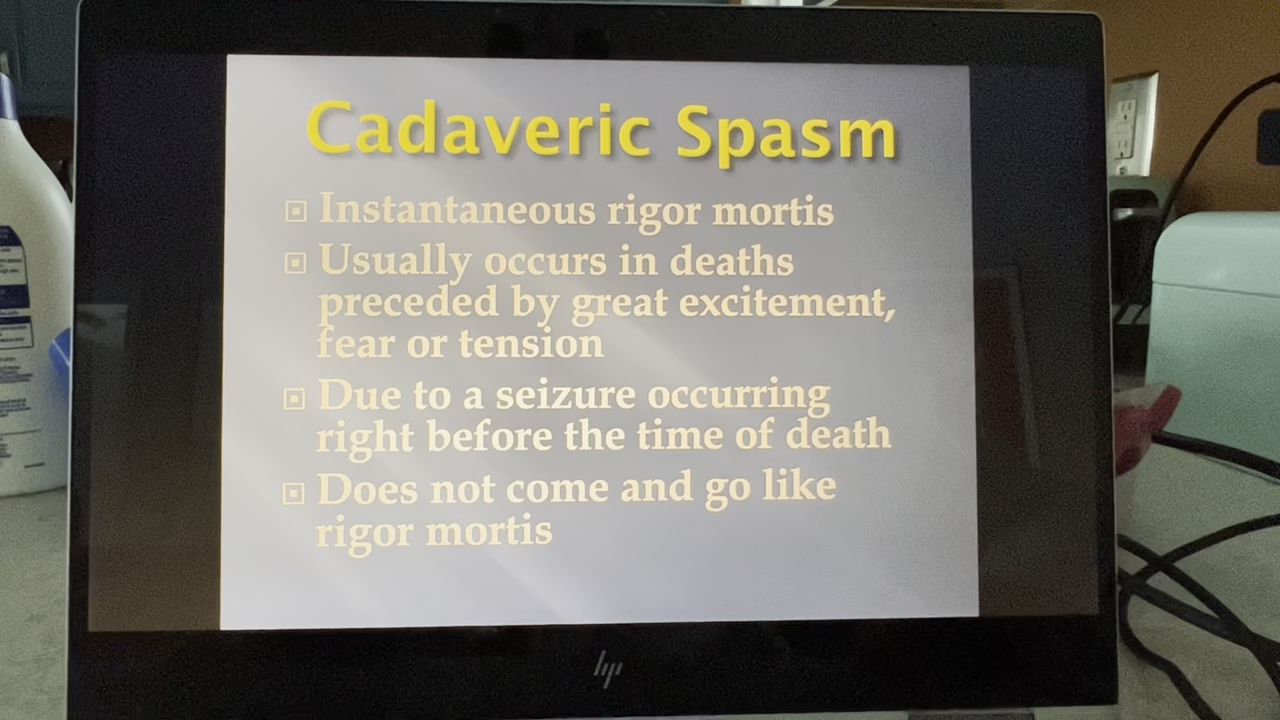 Cadaveric Spasm
Instantaneous rigor mortis
Usually occurs in deaths
preceded by great excitement,
fear or tension
Due to a seizure occurring
right before the time of death
Does not come and go like
rigor mortis
hp